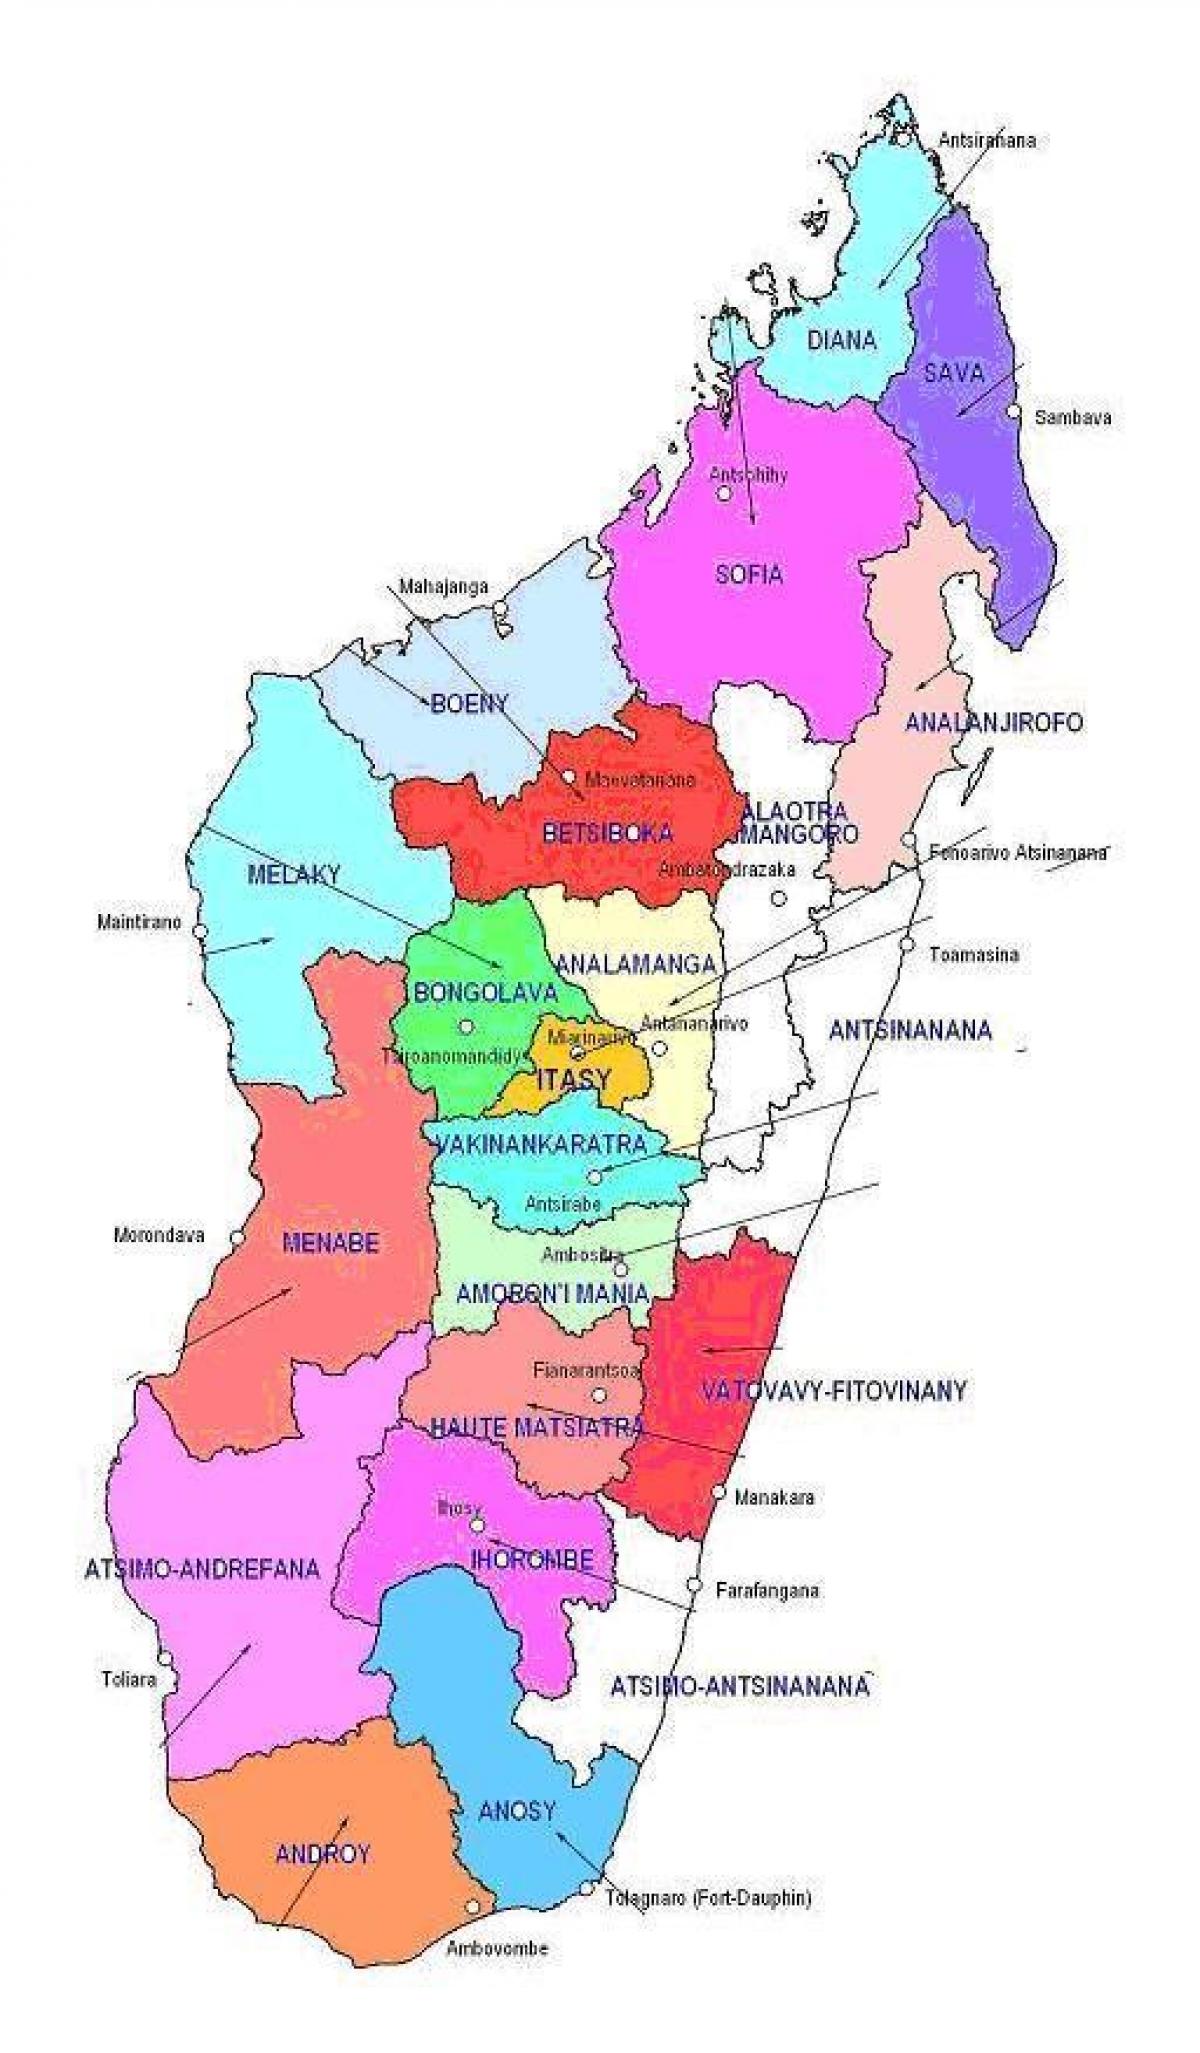 Antsiranana
DIANA
SAVA
Sambava
Antsohihy
SOFIA
Mahajanga
BOENY
ANALANJIROFO
Maevatanana
ALAOTRA
MANGORO
BETSIBOKA
Fenoarivo Atsinanana
Ambatondrazaka
MELAKY
Maintirano
Toamasina
ANALAMANGA
BONGOLAVA
Antananarivo
ANTSINANANA
Miarinarivo
Tsiroanomandidy
ITASY
VAKINANKARATRA
Antsirabe
Morondava
MENABE
Ambositra
AMORON'I MANIA
Fianarantsoa
VATOVAVY-FITOVINANY
HAUTE MATSIATRA
Manakara
Ihosy
IHOROMBE
ATSIMO-ANDREFANA
Farafangana
Toliara
ATSIMO-ANTSINANANA
ANOSY
ANDROY
Tolagnaro (Fort-Dauphin)
Ambovombe